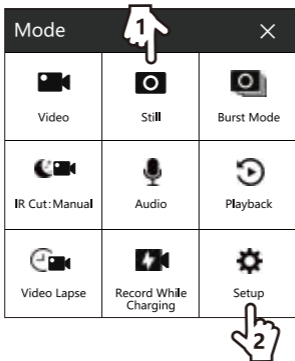 Mode 1 ×
Video Still Burst Mode
IR Cut: Manual Audio Playback
Video Lapse Record While Charging Setup
2